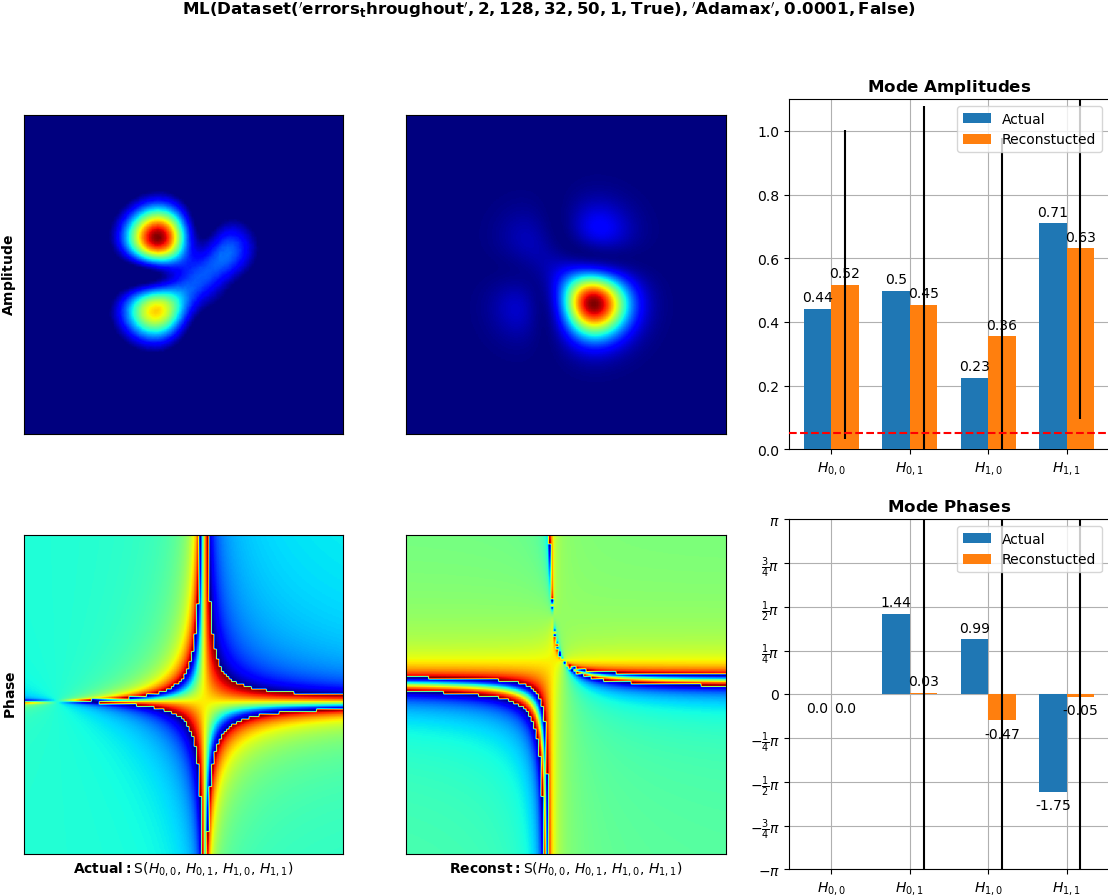 ML(Dataset('errors_throughout', 2, 128, 32, 50, 1, True), 'Adamax', 0.0001, False)
Amplitude
Mode Amplitudes
Actual
Reconstucted
1.0
0.8
0.6
0.4
0.2
0.0
0.44
0.52
0.5
0.45
0.23
0.36
0.71
0.63
H0,0
H0,1
H1,0
H1,1
Phase
Actual: S(H0,0, H0,1, H1,0, H1,1)
Reconst: S(H0,0, H0,1, H1,0, H1,1)
Mode Phases
Actual
Reconstucted
π
3/4π
1/2π
1/4π
0
−1/4π
−1/2π
−3/4π
−π
0.0
0.0
1.44
0.03
0.99
-0.47
-1.75
-0.05
H0,0
H0,1
H1,0
H1,1